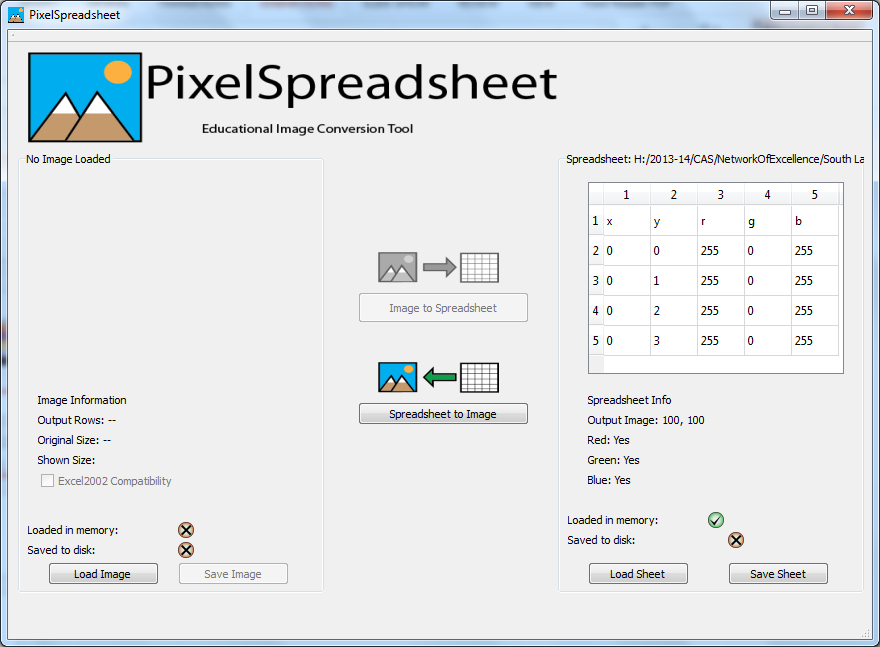 PixelSpreadsheet
PixelSpreadsheet
Educational Image Conversion Tool
No Image Loaded
Image Information
Output Rows: --
Original Size: --
Shown Size:
Excel2002 Compatibility
Loaded in memory:
Saved to disk:
Load Image Save Image
Image to Spreadsheet
Spreadsheet to Image
Spreadsheet: H:/2013-14/CAS/NetworkOfExcellence/South La
1 2 3 4 5
1 x y r g b
2 0 0 255 0 255
3 0 1 255 0 255
4 0 2 255 0 255
5 0 3 255 0 255
Spreadsheet Info
Output Image: 100, 100
Red: Yes
Green: Yes
Blue: Yes
Loaded in memory:
Saved to disk:
Load Sheet Save Sheet